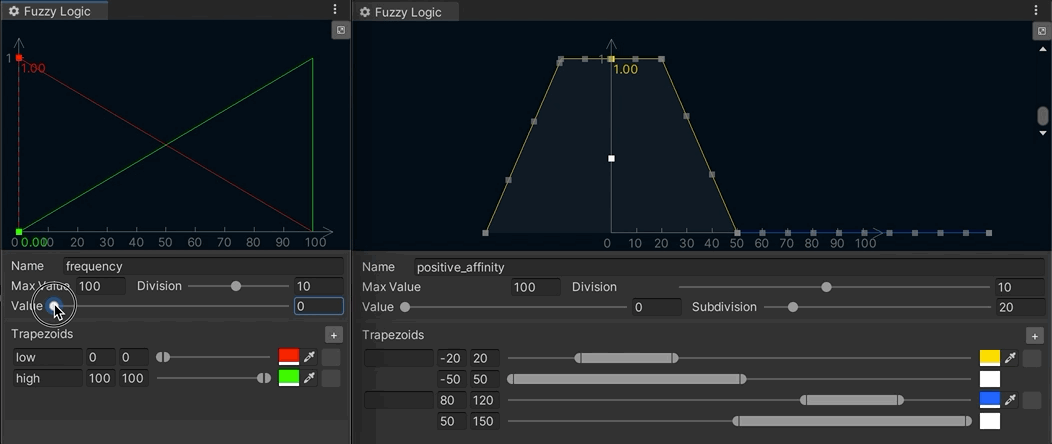 Fuzzy Logic
1
1.00
0 0.00 20 30 40 50 60 70 80 90 100
Name frequency
Max Value 100 Division 10
Value 0
Trapezoids +
low 0 0
high 100 100
Fuzzy Logic
1
1.00
0 10 20 30 40 50 60 70 80 90 100
Name positive_affinity
Max Value 100 Division 10
Value 0 Subdivision 20
Trapezoids +
-20 20
-50 50
80 120
50 150